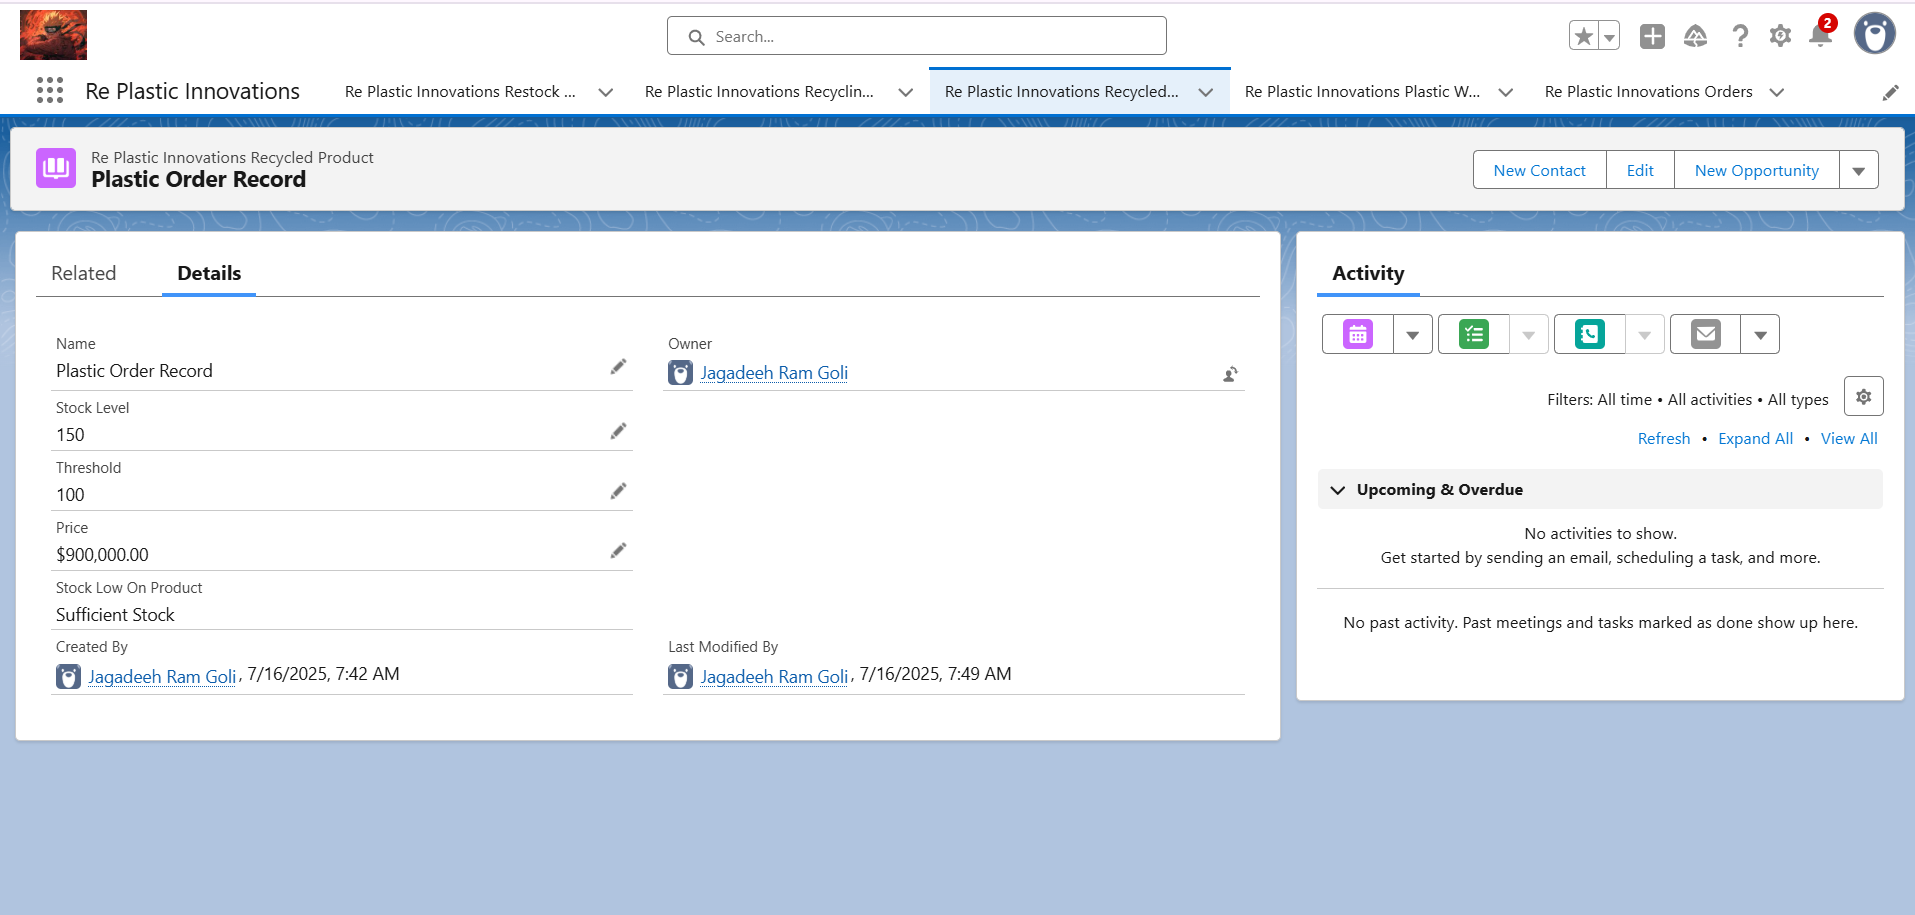 Search...
2
Re Plastic Innovations
Re Plastic Innovations Restock ...
Re Plastic Innovations Recyclin...
Re Plastic Innovations Recycled...
Re Plastic Innovations Plastic W...
Re Plastic Innovations Orders
Re Plastic Innovations Recycled Product
Plastic Order Record
New Contact
Edit
New Opportunity
Related
Details
Name
Plastic Order Record
Owner
Jagadeeh Ram Goli
Stock Level
150
Threshold
100
Price
$900,000.00
Stock Low On Product
Sufficient Stock
Created By
Jagadeeh Ram Goli, 7/16/2025, 7:42 AM
Last Modified By
Jagadeeh Ram Goli, 7/16/2025, 7:49 AM
Activity
Filters: All time • All activities • All types
Refresh • Expand All • View All
Upcoming & Overdue
No activities to show.
Get started by sending an email, scheduling a task, and more.
No past activity. Past meetings and tasks marked as done show up here.